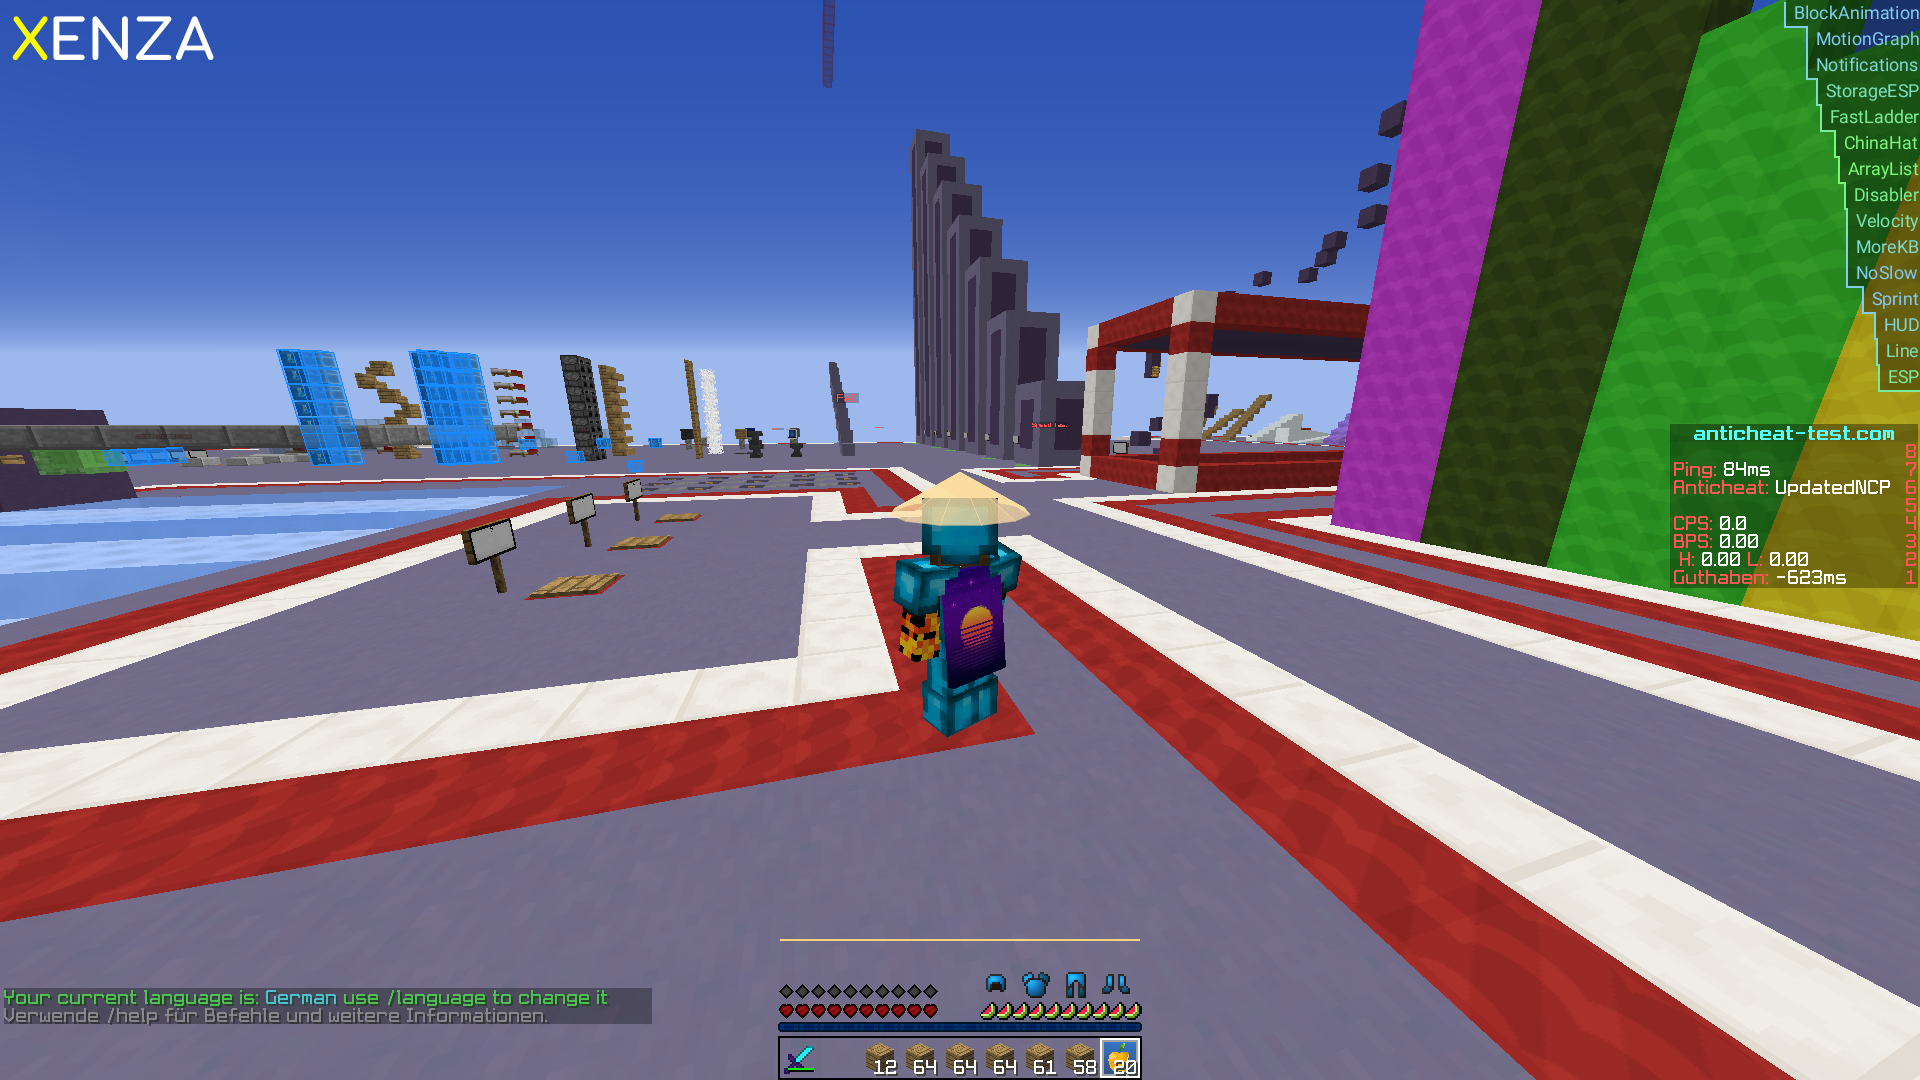 XENZA
BlockAnimation
MotionGraph
Notifications
StorageESP
FastLadder
ChinaHat
ArrayList
Disabler
Velocity
MoreKB
NoSlow
Sprint
HUD
Line
ESP
anticheat-test.com
8
Ping: 84ms 7
Anticheat: UpdatedNCP 6
5
CPS: 0.0 4
BPS: 0.00 3
H: 0.00 L: 0.00 2
Guthaben: -623ms 1
Your current language is: German use /language to change it
Verwende /help für Befehle und weitere Informationen.
12 64 64 64 61 58 20